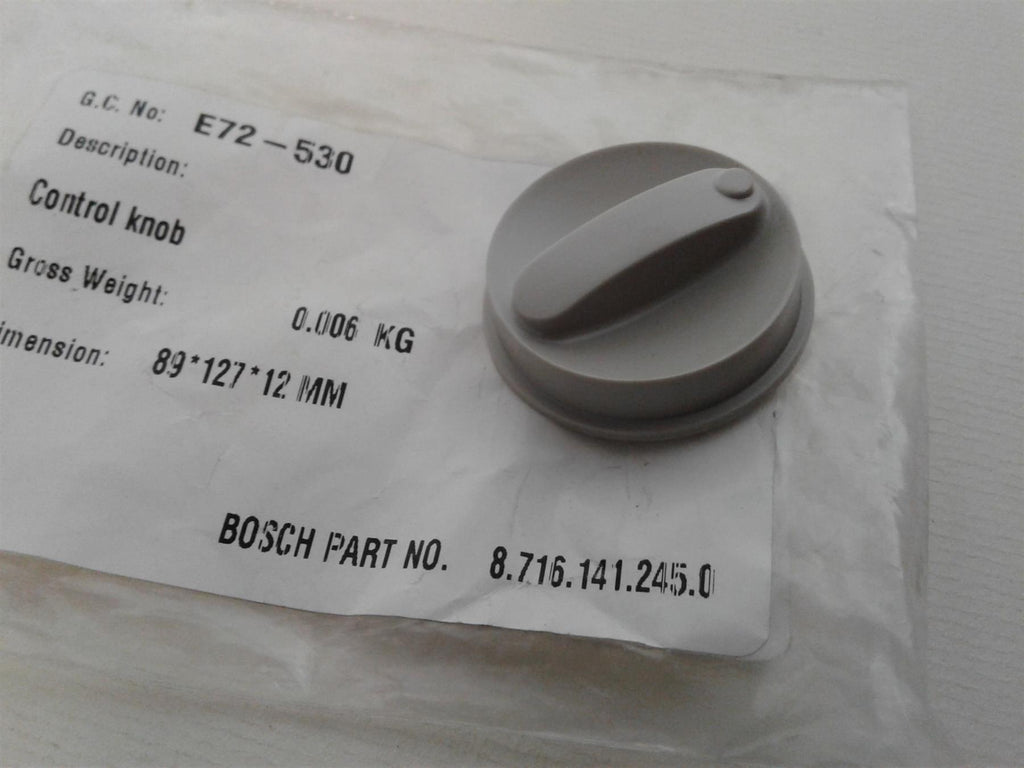 G.C. No: E72-530
Description:
Control knob
Gross Weight:
0.006 KG
imension: 89*127*12 MM
BOSCH PART NO. 8.716.141.245.0